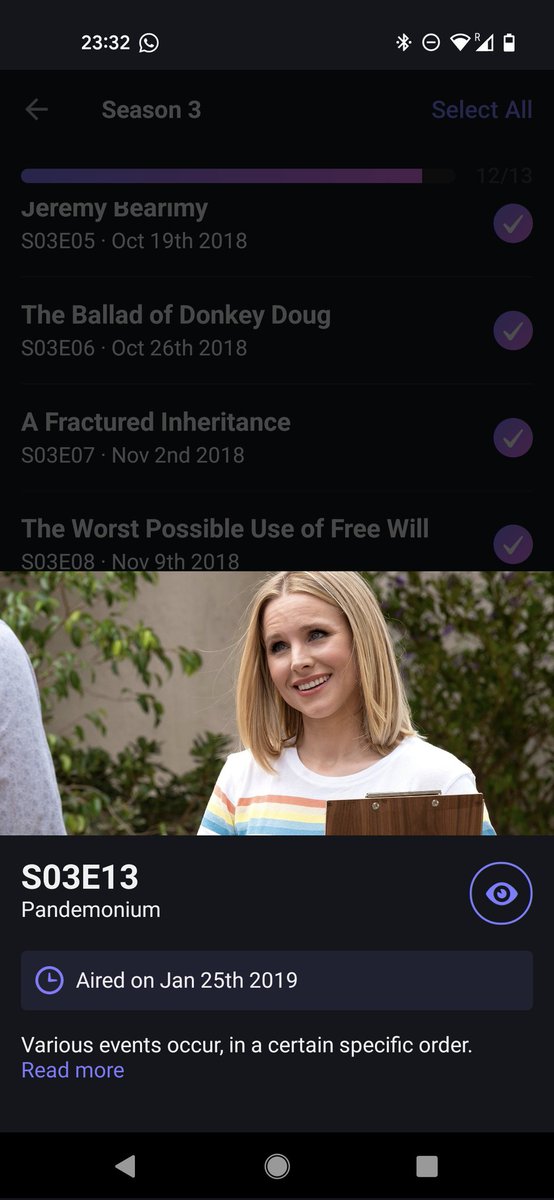 23:32
R
Season 3
Select All
12/13
Jeremy Bearimy
S03E05 · Oct 19th 2018
The Ballad of Donkey Doug
S03E06 · Oct 26th 2018
A Fractured Inheritance
S03E07 · Nov 2nd 2018
The Worst Possible Use of Free Will
S03E08 · Nov 9th 2018
S03E13
Pandemonium
Aired on Jan 25th 2019
Various events occur, in a certain specific order.
Read more